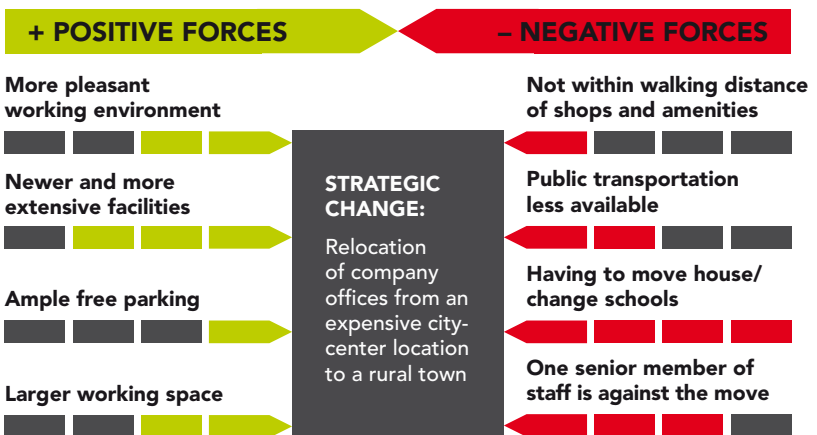 + POSITIVE FORCES
– NEGATIVE FORCES
More pleasant
working environment
Newer and more
extensive facilities
Ample free parking
Larger working space
STRATEGIC
CHANGE:
Relocation
of company
offices from an
expensive city-
center location
to a rural town
Not within walking distance
of shops and amenities
Public transportation
less available
Having to move house/
change schools
One senior member of
staff is against the move